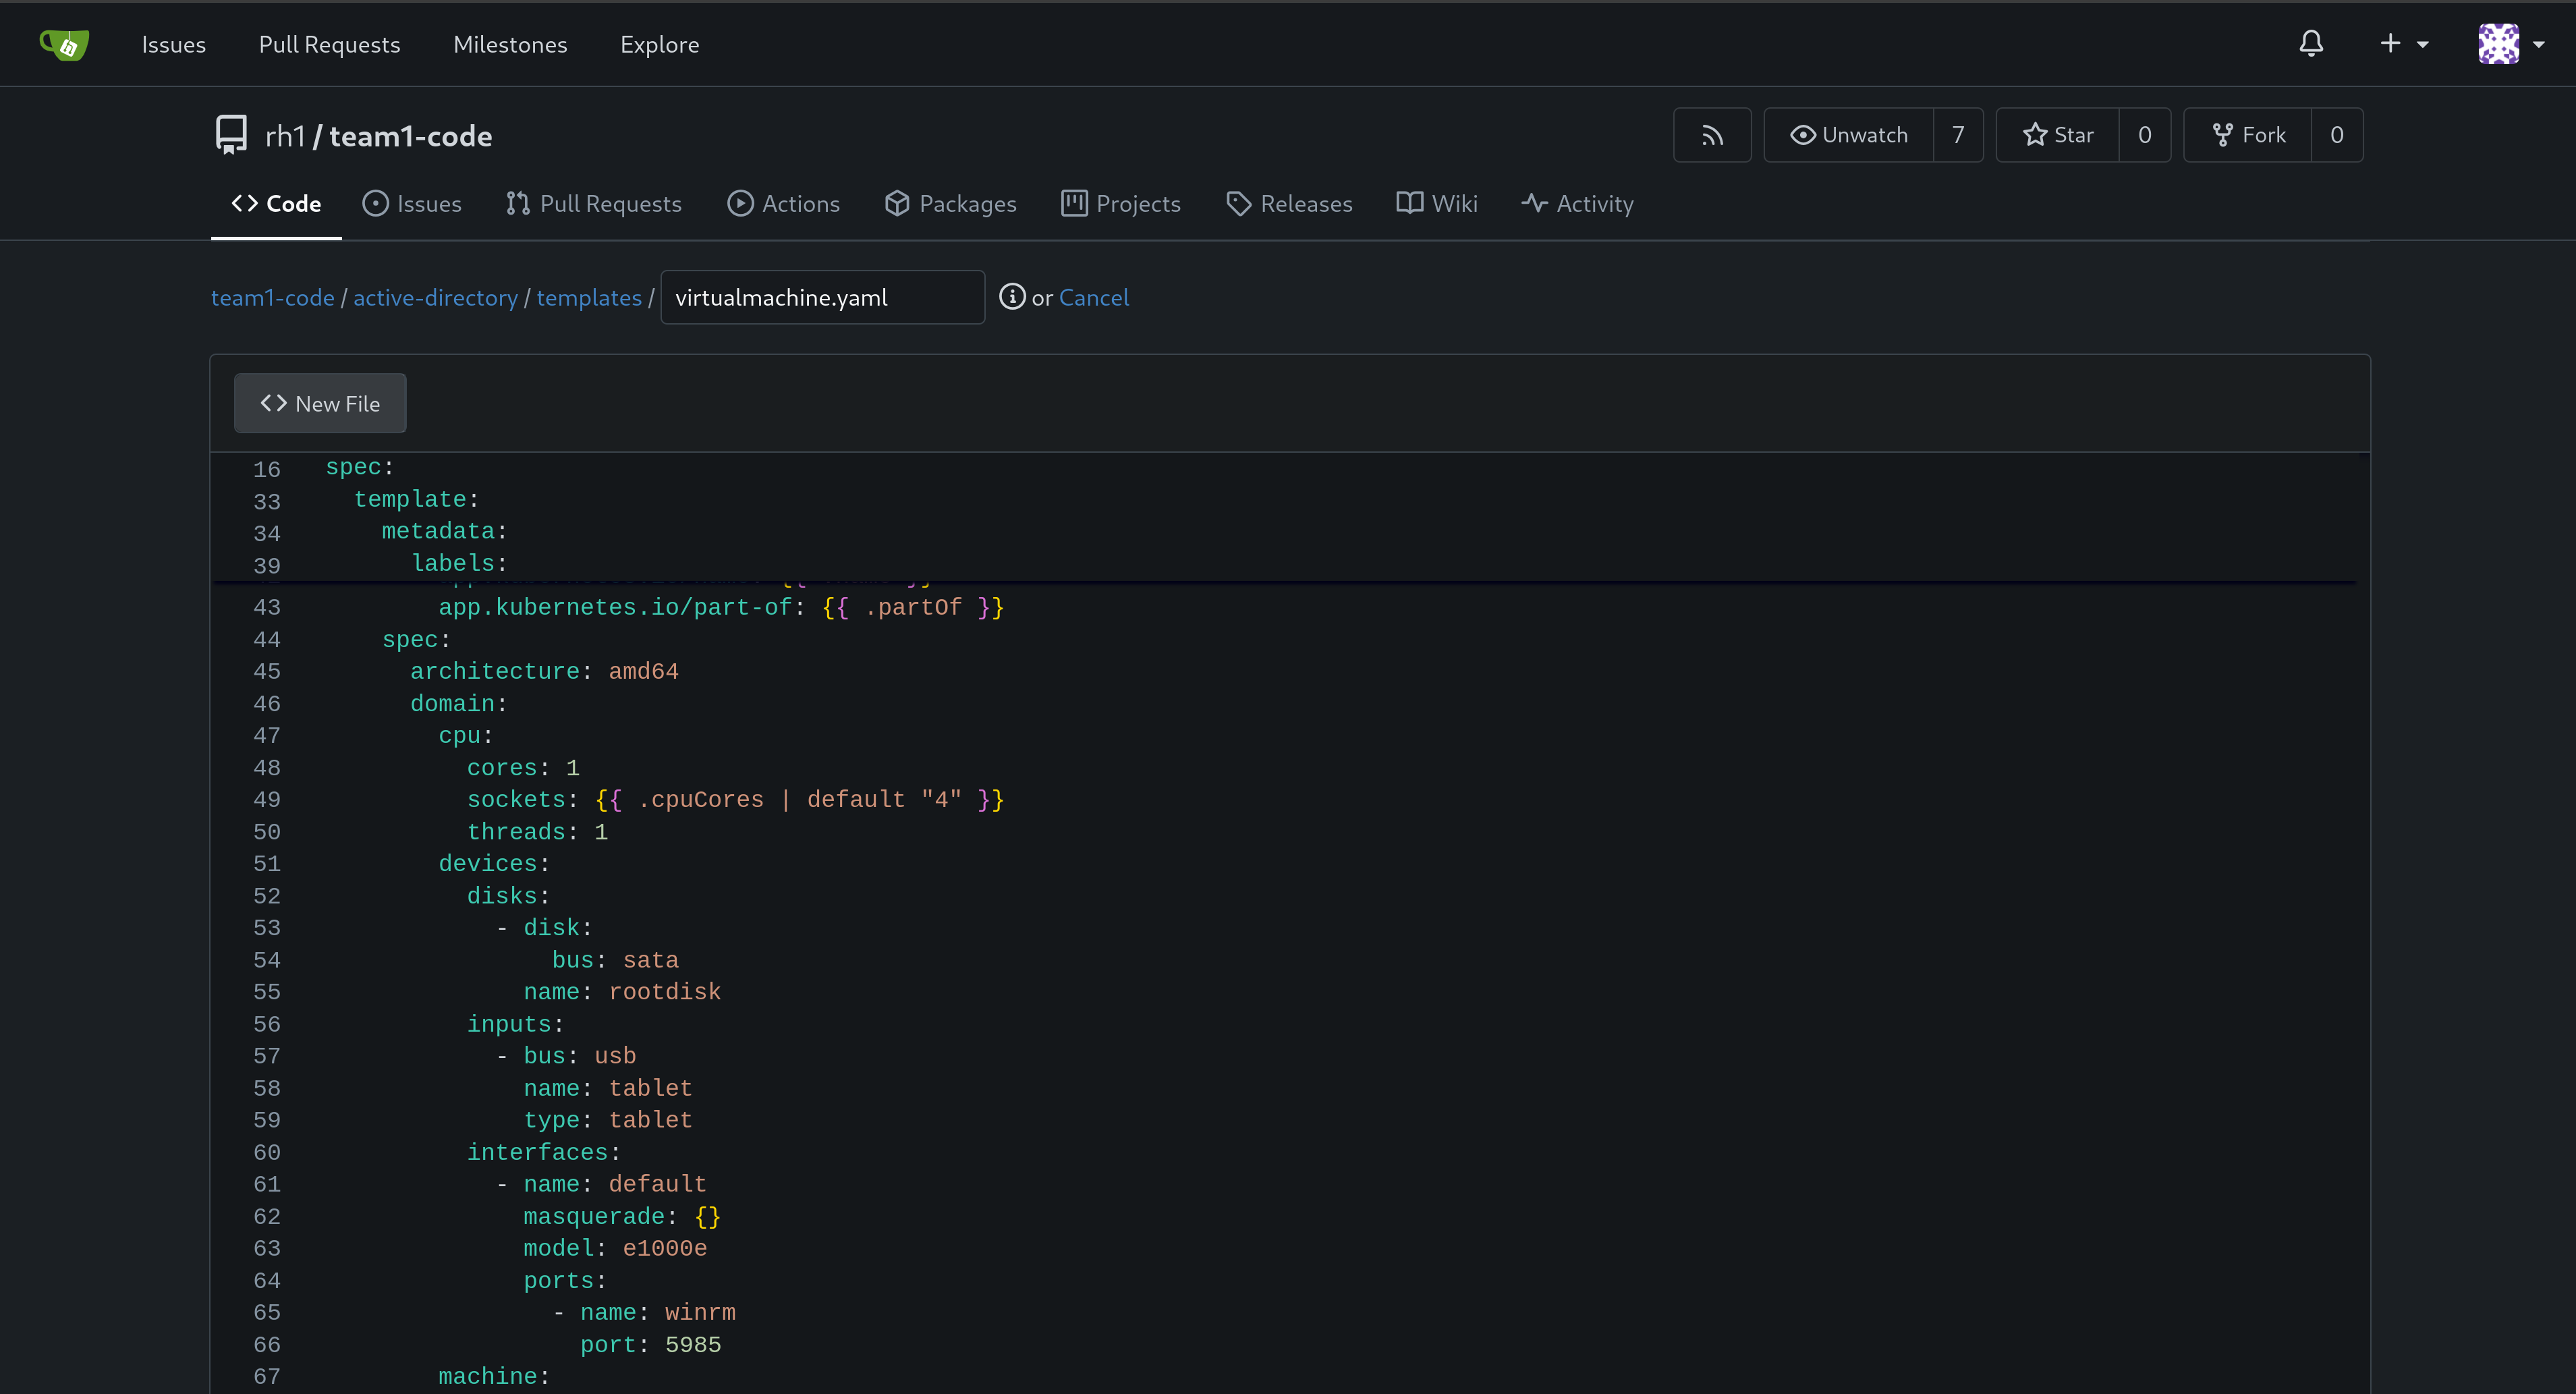 Issues Pull Requests Milestones Explore
rh1 / team1-code Unwatch 7 Star 0 Fork 0
Code Issues Pull Requests Actions Packages Projects Releases Wiki Activity
team1-code / active-directory / templates / virtualmachine.yaml or Cancel
New File
16 spec:
33 template:
34 metadata:
39 labels:
43 app.kubernetes.io/part-of: {{ .partOf }}
44 spec:
45 architecture: amd64
46 domain:
47 cpu:
48 cores: 1
49 sockets: {{ .cpuCores | default "4" }}
50 threads: 1
51 devices:
52 disks:
53 - disk:
54 bus: sata
55 name: rootdisk
56 inputs:
57 - bus: usb
58 name: tablet
59 type: tablet
60 interfaces:
61 - name: default
62 masquerade: {}
63 model: e1000e
64 ports:
65 - name: winrm
66 port: 5985
67 machine: